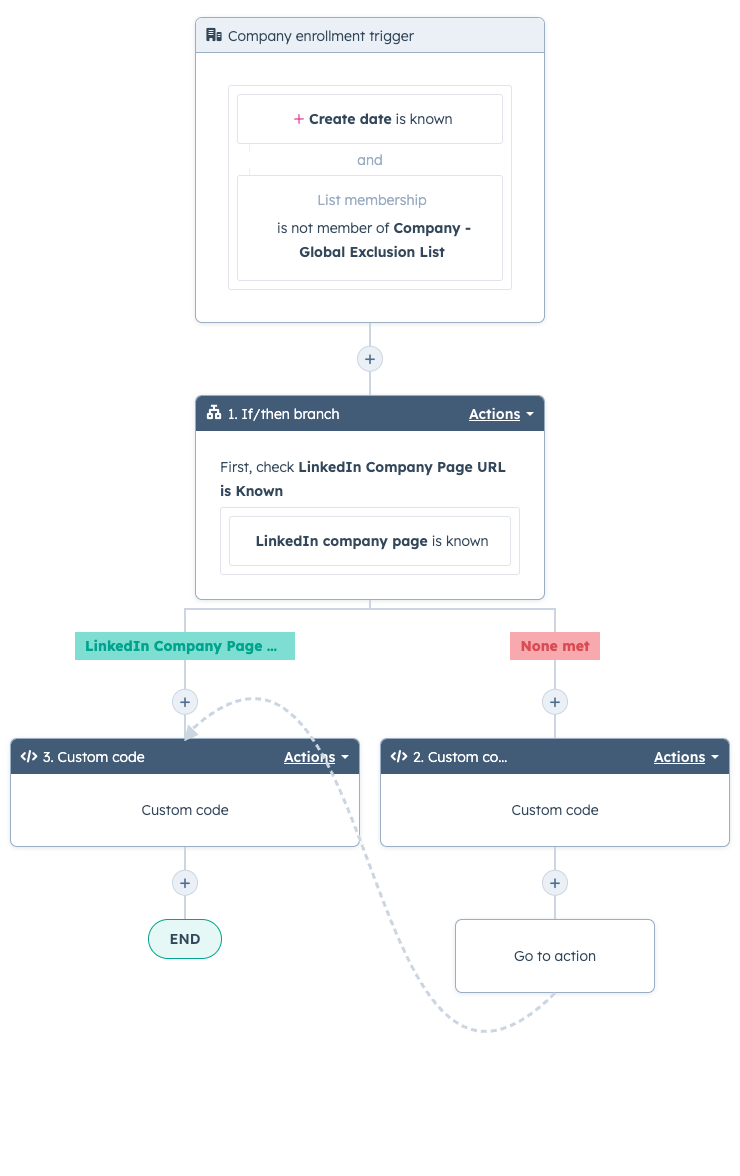 Company enrollment trigger
+ Create date is known
and
List membership
is not member of Company -
Global Exclusion List
+
1. If/then branch Actions
First, check LinkedIn Company Page URL
is Known
LinkedIn company page is known
LinkedIn Company Page ...
None met
+
+
</> 3. Custom code Actions
</> 2. Custom co... Actions
Custom code
Custom code
+
+
END
Go to action